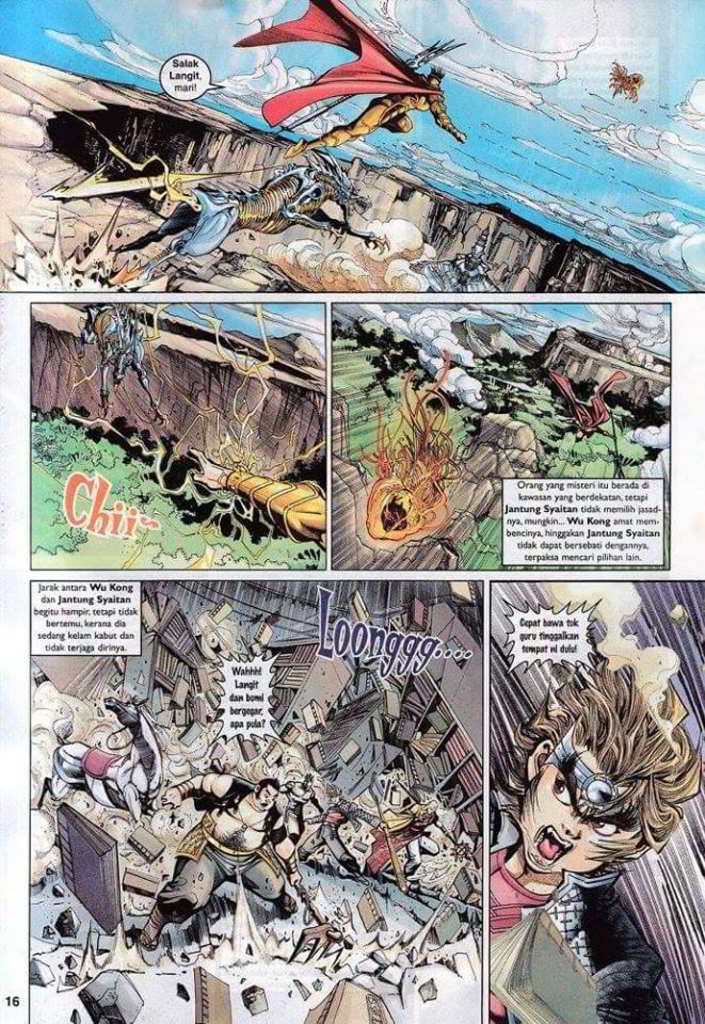 Salak
Langit,
mari!
Chiii~
Orang yang misteri itu berada di
kawasan yang berdekatan, tetapi
Jantung Syaitan tidak memilih jasad-
nya, mungkin... Wu Kong amat mem-
bencinya, hinggakan Jantung Syaitan
tidak dapat bersebati dengannya,
terpaksa mencari pilihan lain.
Jarak antara Wu Kong
dan Jantung Syaitan
begitu hampir, tetapi tidak
bertemu, kerana dia
sedang kelam kabut dan
tidak terjaga dirinya.
Loonggg....
Wahhh!
Langit
dan bumi
bergegar,
apa pula?
Cepat bawa tok
guru tinggalkan
tempat ni dulu!
16